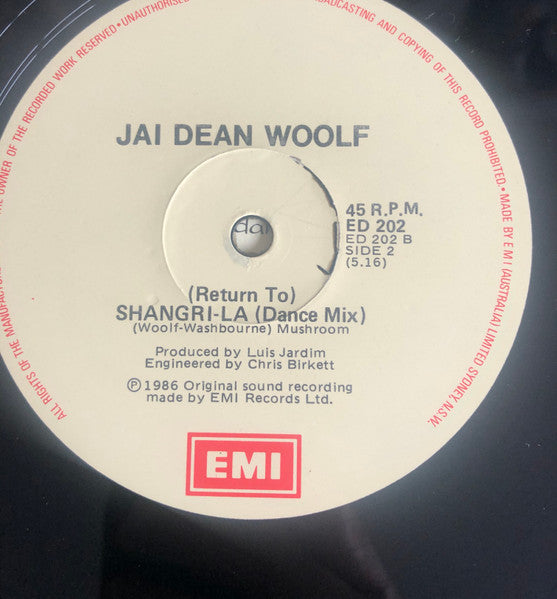 OWNER OF THE RECORDED WORK RESERVED. UNAUTHORISED
BROADCASTING AND COPYING OF THIS RECORD PROHIBITED. MADE BY E M I (AUSTRALIA) LIMITED SYDNEY, N.S.W.
ALL RIGHTS OF THE MANUFACTURER
JAI DEAN WOOLF
dan
45 R.P.M.
ED 202
ED 202 B
SIDE 2
(5.16)
(Return To)
SHANGRI-LA (Dance Mix)
(Woolf-Washbourne) Mushroom
Produced by Luis Jardim
Engineered by Chris Birkett
℗ 1986 Original sound recording
made by EMI Records Ltd.
EMI